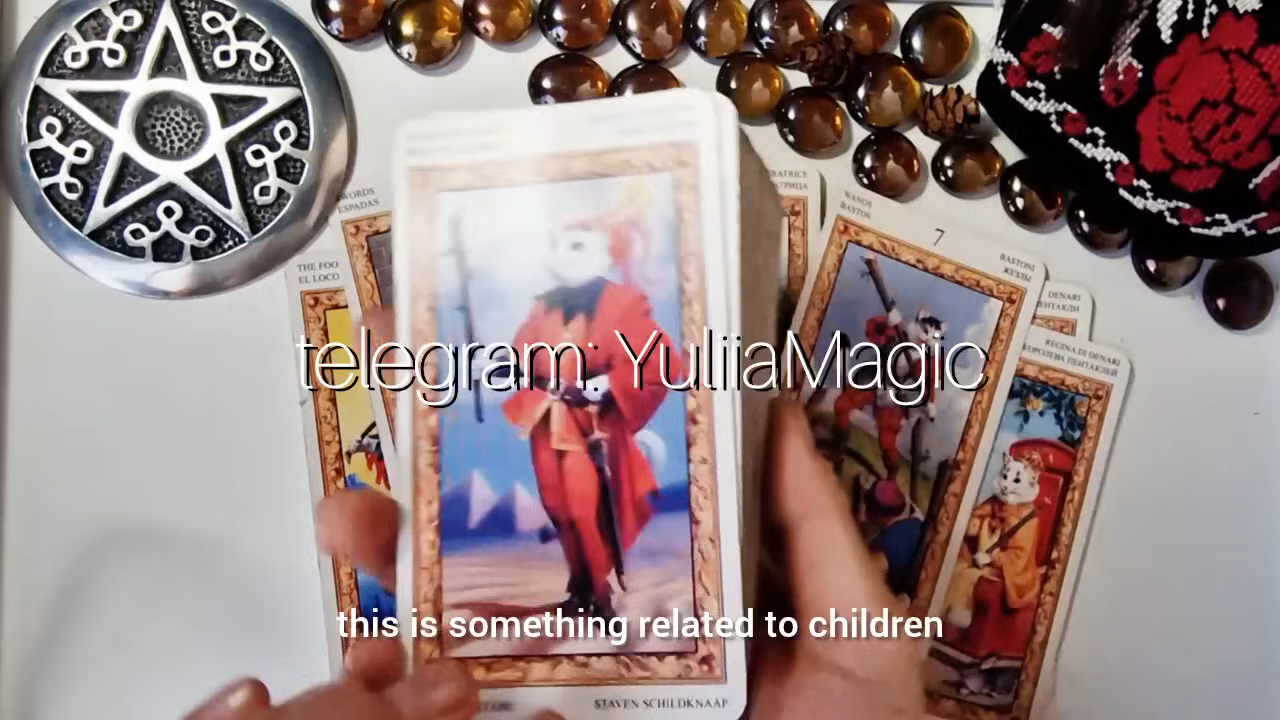 SWORDS
ESPADAS
THE FOO
EL LOCO
WANDS
BASTOS
7
BASTONI
ЖЕЗЛЫ
DENARI
REGINA DI DENARI
КОРОЛЕВА ПЕНТАКЛЕЙ
telegram: YuliiaMagic
this is something related to children
STAVEN SCHILDKNAAP